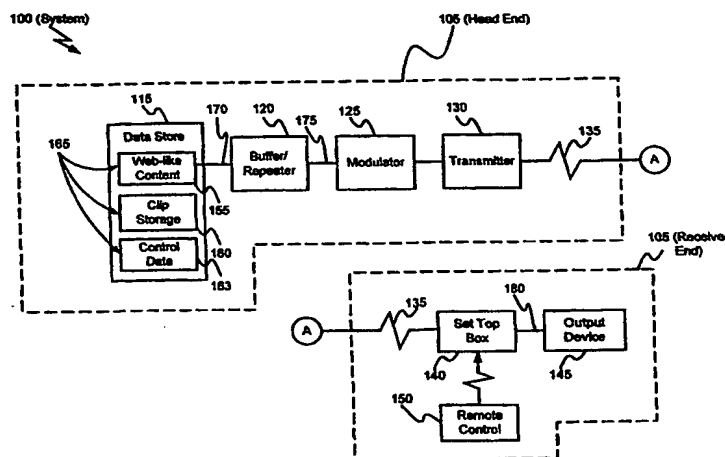 100 (System)
105 (Head End)
115
170
120
175
125
130
135
165
Data Store
Web-like
Content
155
Clip
Storage
160
Control
Data
163
Buffer/
Repeater
Modulator
Transmitter
A
105 (Receive
End)
A
135
Set Top
Box
140
180
Output
Device
145
150
Remote
Control